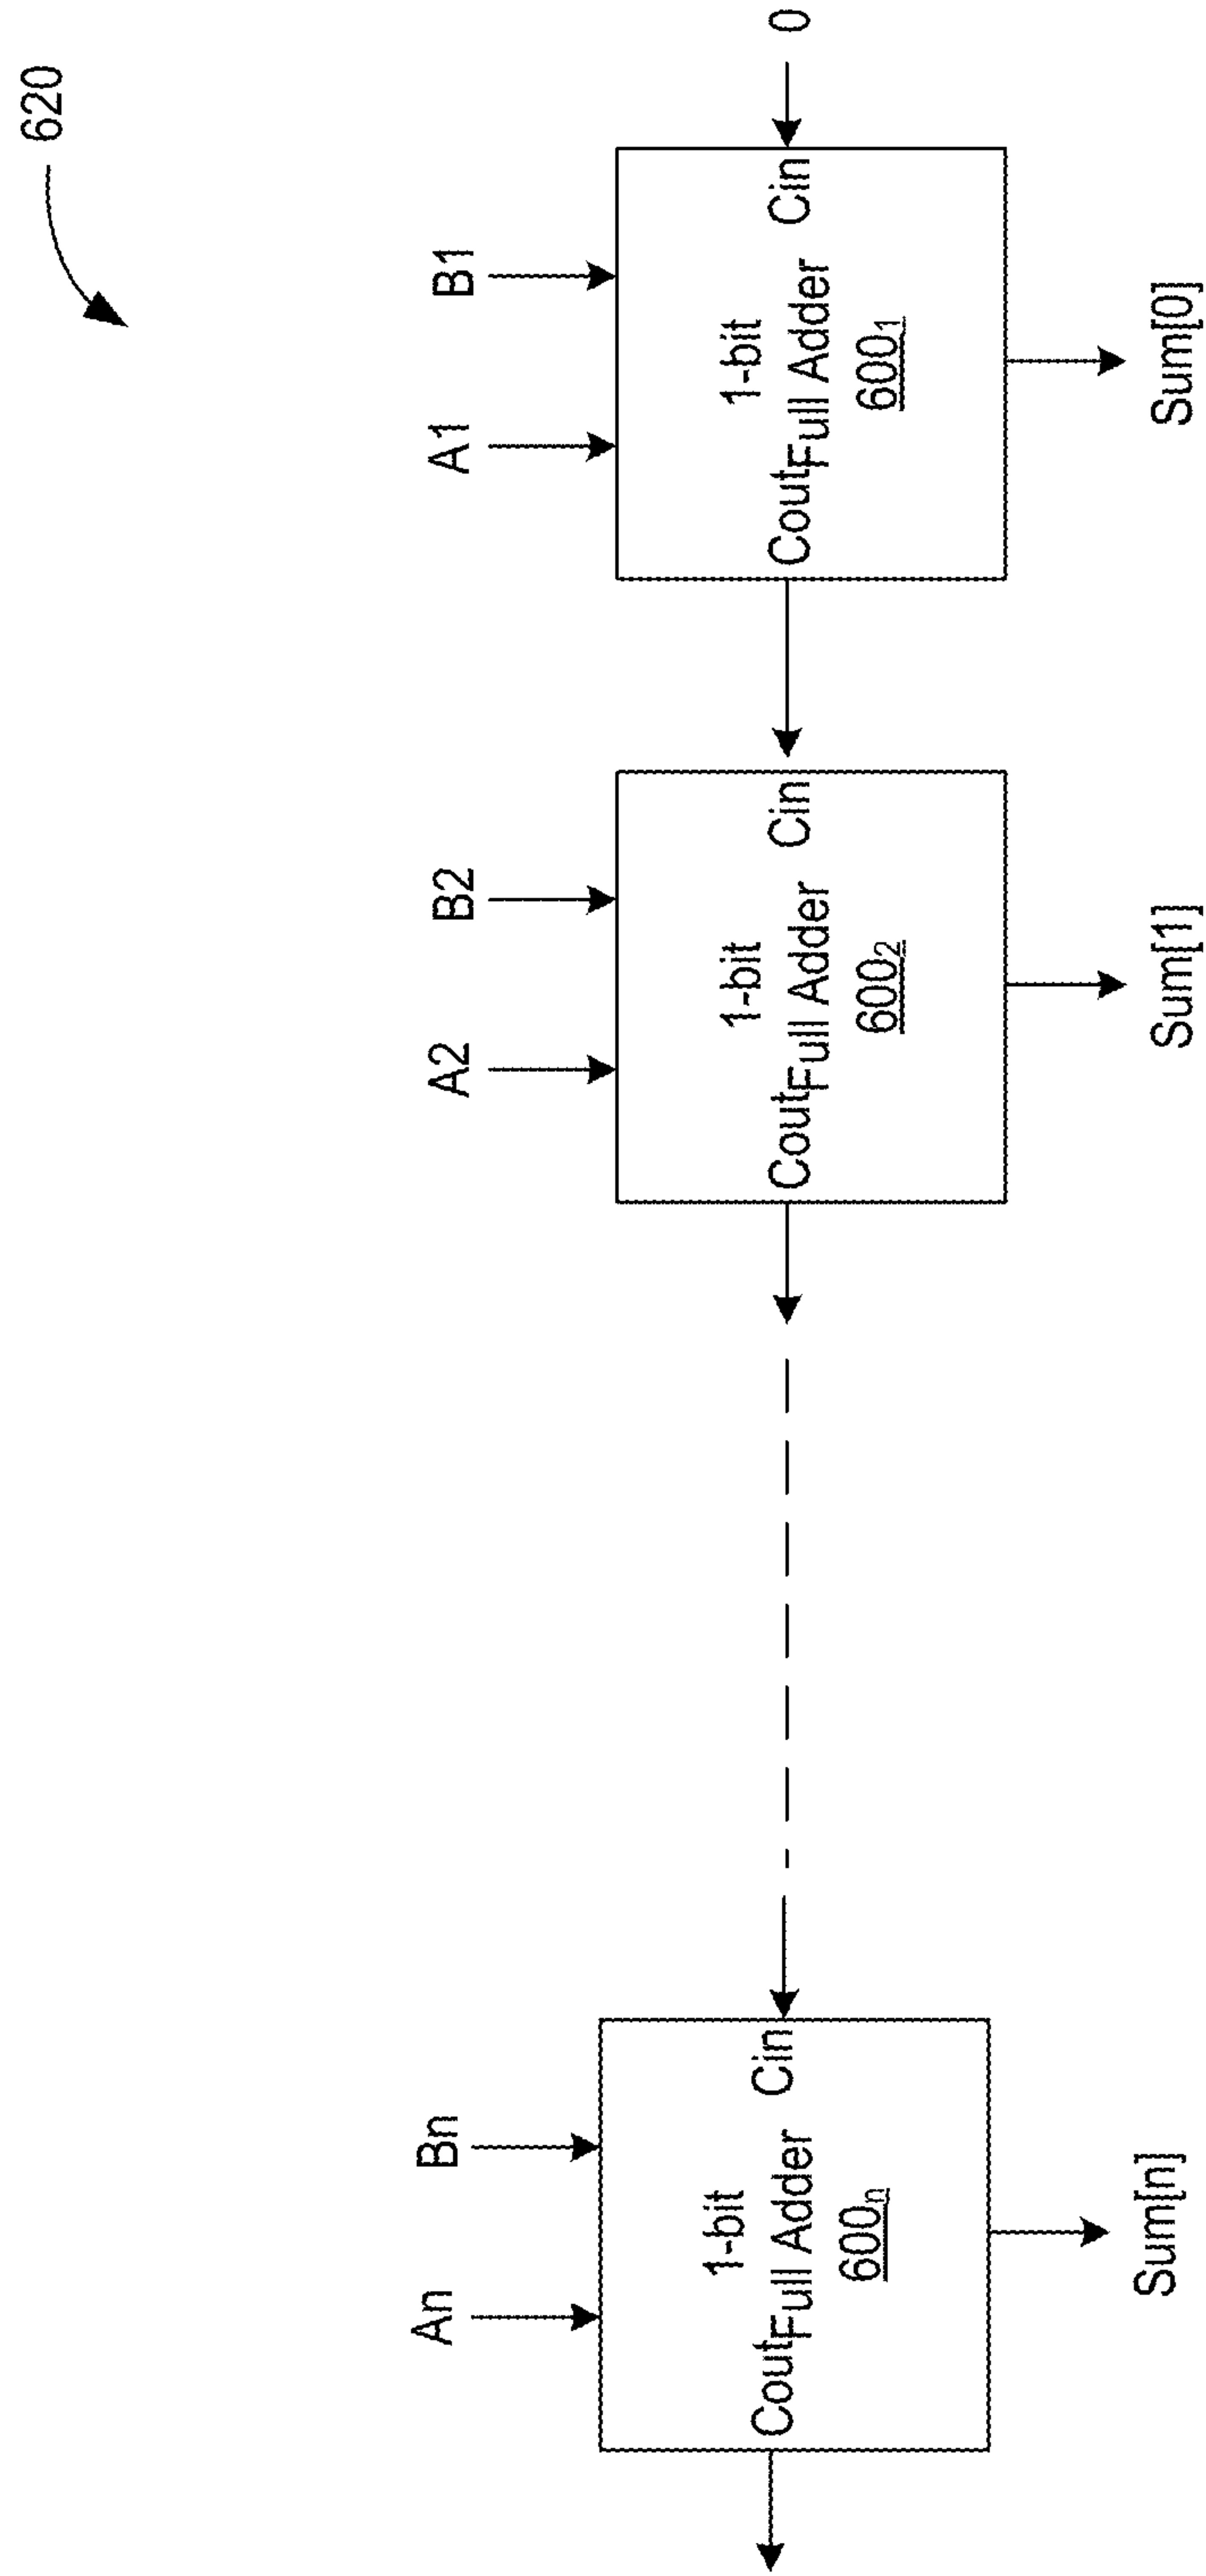 620
An
Bn
A2
B2
A1
B1
1-bit
Cout Full Adder Cin
600n
1-bit
Cout Full Adder Cin
6002
1-bit
Cout Full Adder Cin
6001
0
Sum[n]
Sum[1]
Sum[0]